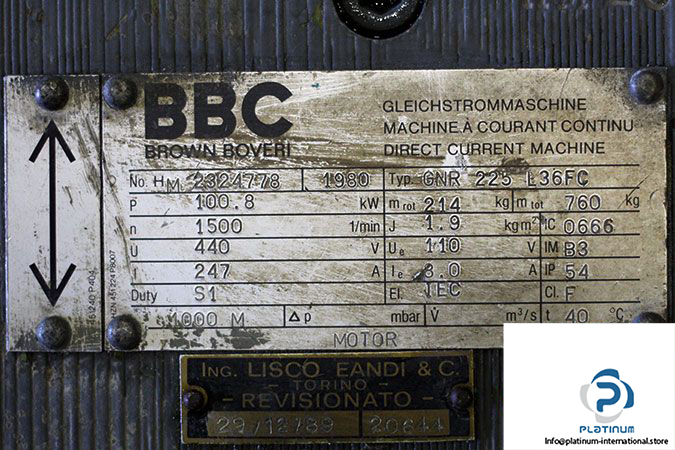 BBC
BROWN BOVERI
GLEICHSTROMMASCHINE
MACHINE À COURANT CONTINU
DIRECT CURRENT MACHINE
No. HM 2324778 1980 Typ GNR 225 L36FC
P 100.8 kW m rot 214 kg m tot 760 kg
n 1500 1/min J 1.9 kgm² IC 0666
U 440 V Ue 110 V IM B3
I 247 A Ie 3.0 A IP 54
Duty S1 El. IEC Cl. F
1000 M Δp mbar V̇ m³/s t 40 °C
MOTOR
ING. LISCO EANDI & C.
- TORINO -
- REVISIONATO -
29/12/89 20644
PLATINUM
Info@platinum-international.store